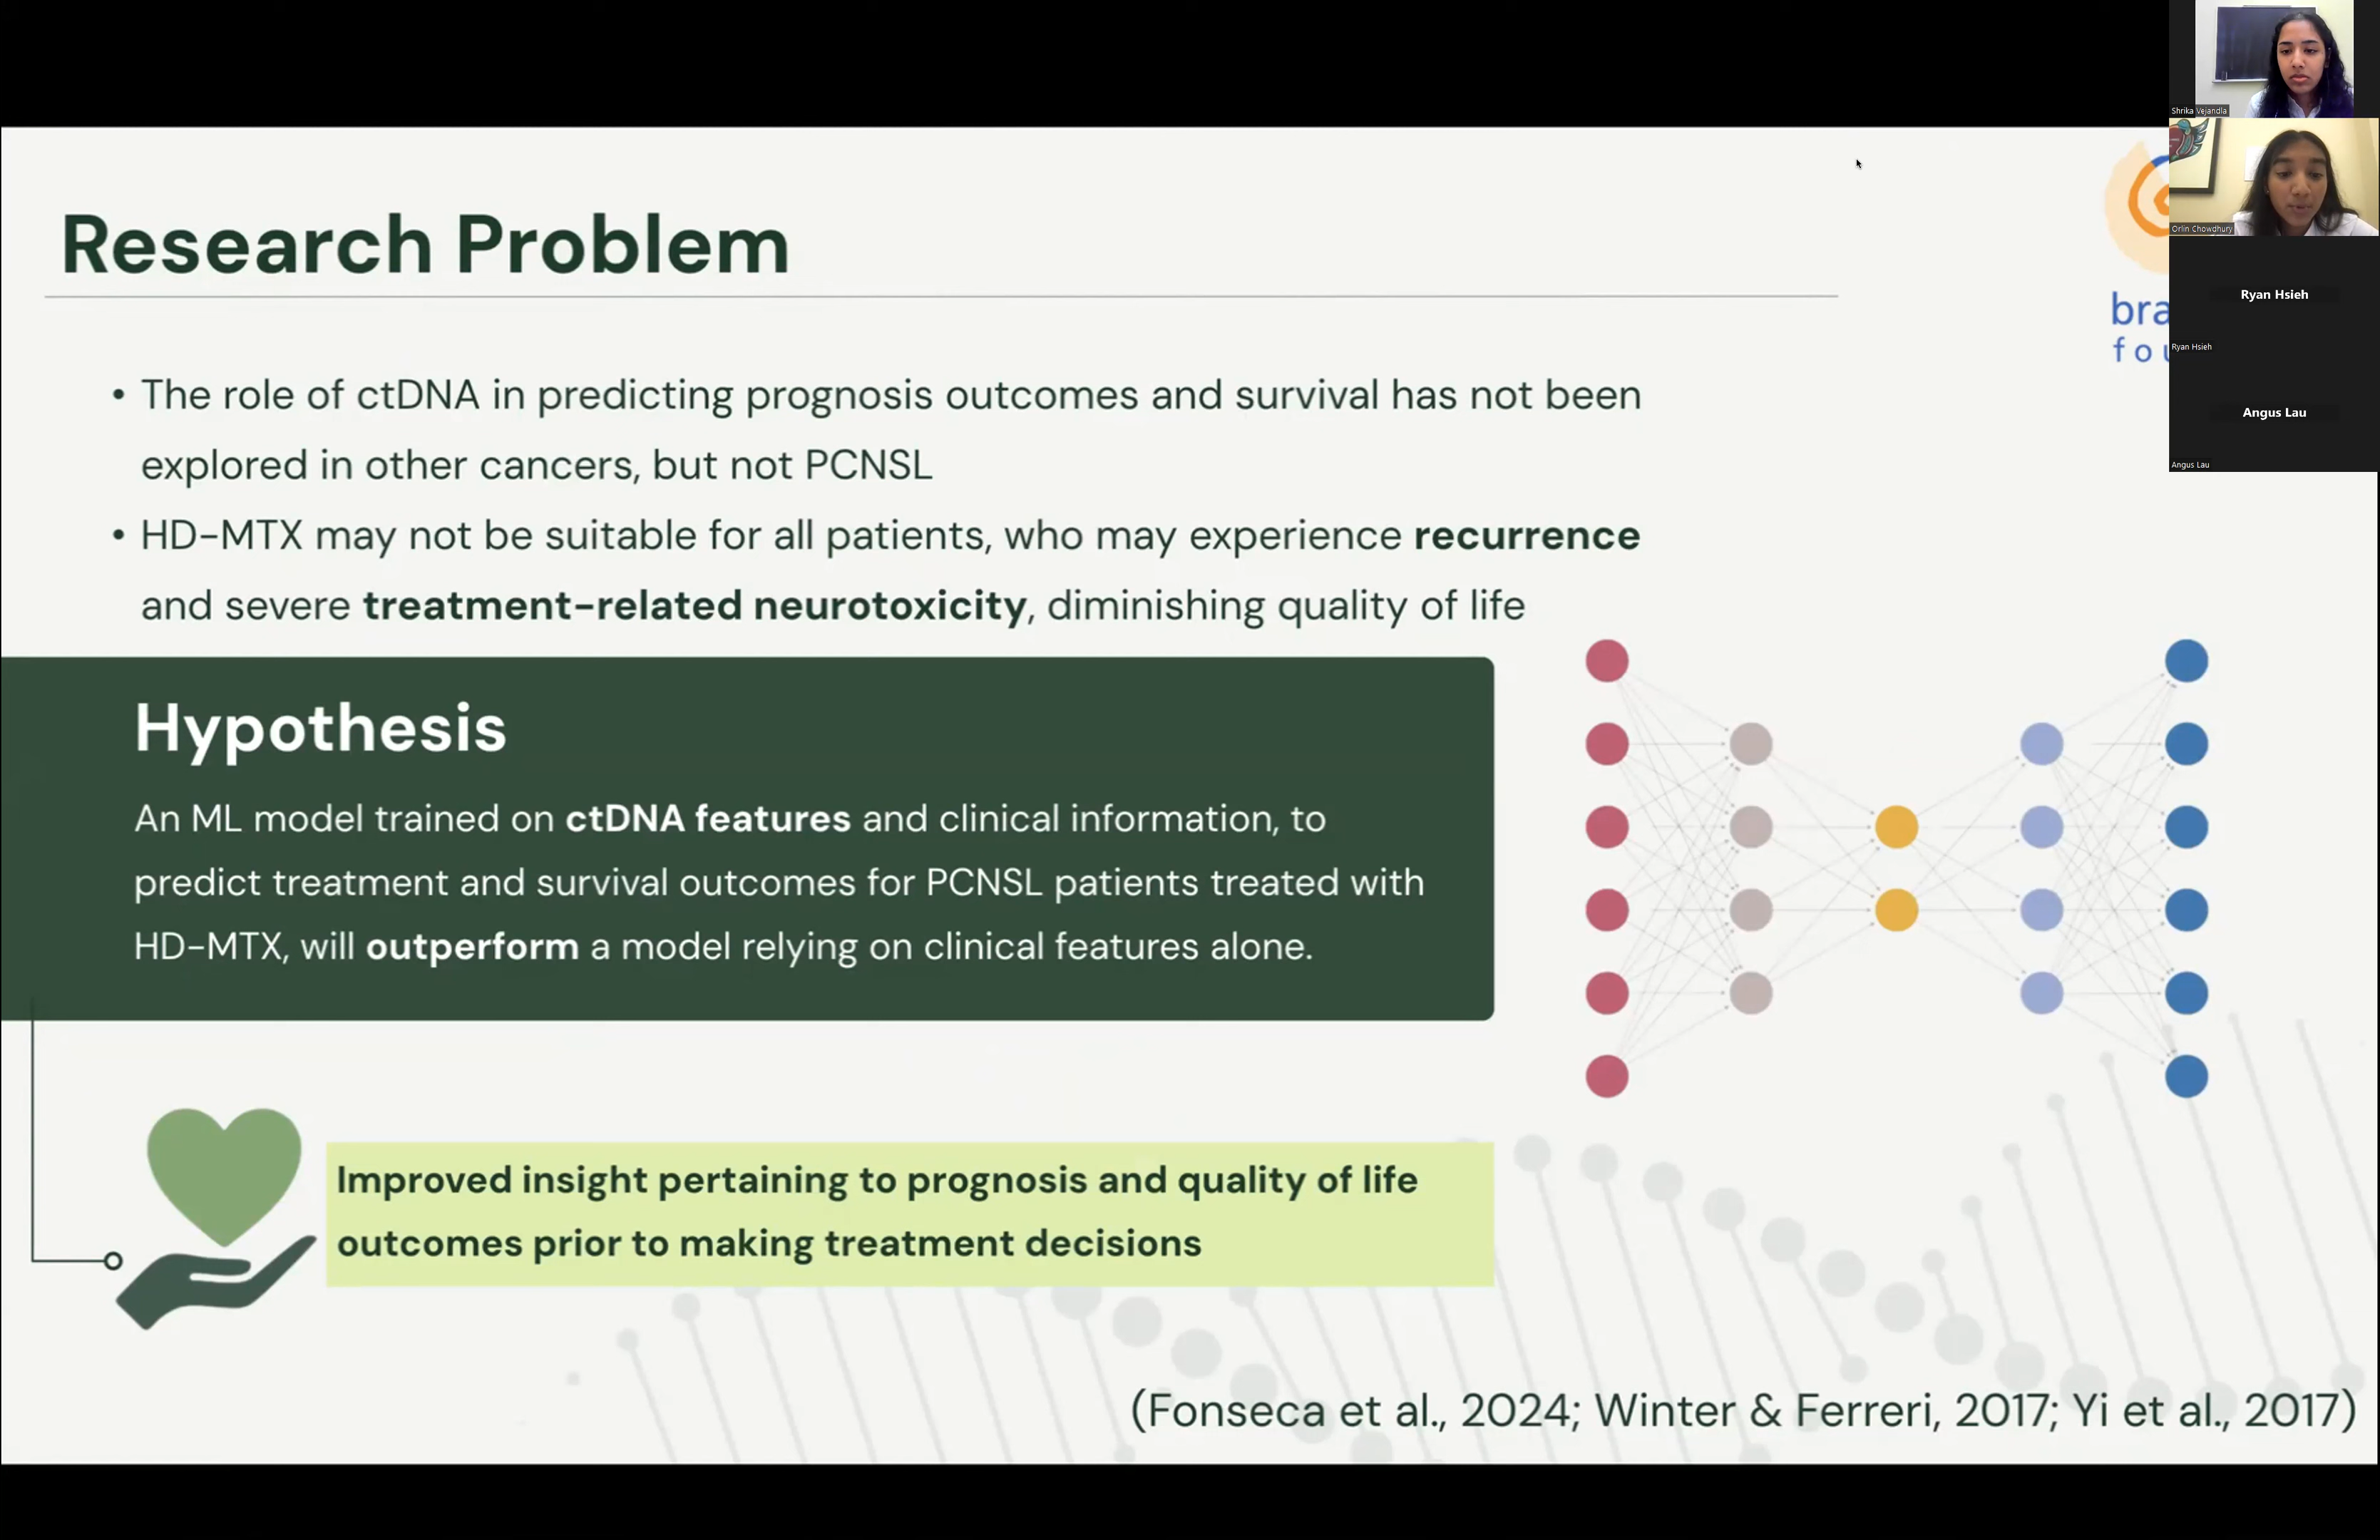 Shrika Vejandla
Orlin Chowdhury
Ryan Hsieh
Ryan Hsieh
Angus Lau
Angus Lau
Research Problem
bra
fou
• The role of ctDNA in predicting prognosis outcomes and survival has not been
explored in other cancers, but not PCNSL
• HD-MTX may not be suitable for all patients, who may experience recurrence
and severe treatment-related neurotoxicity, diminishing quality of life
Hypothesis
An ML model trained on ctDNA features and clinical information, to
predict treatment and survival outcomes for PCNSL patients treated with
HD-MTX, will outperform a model relying on clinical features alone.
Improved insight pertaining to prognosis and quality of life
outcomes prior to making treatment decisions
(Fonseca et al., 2024; Winter & Ferreri, 2017; Yi et al., 2017)